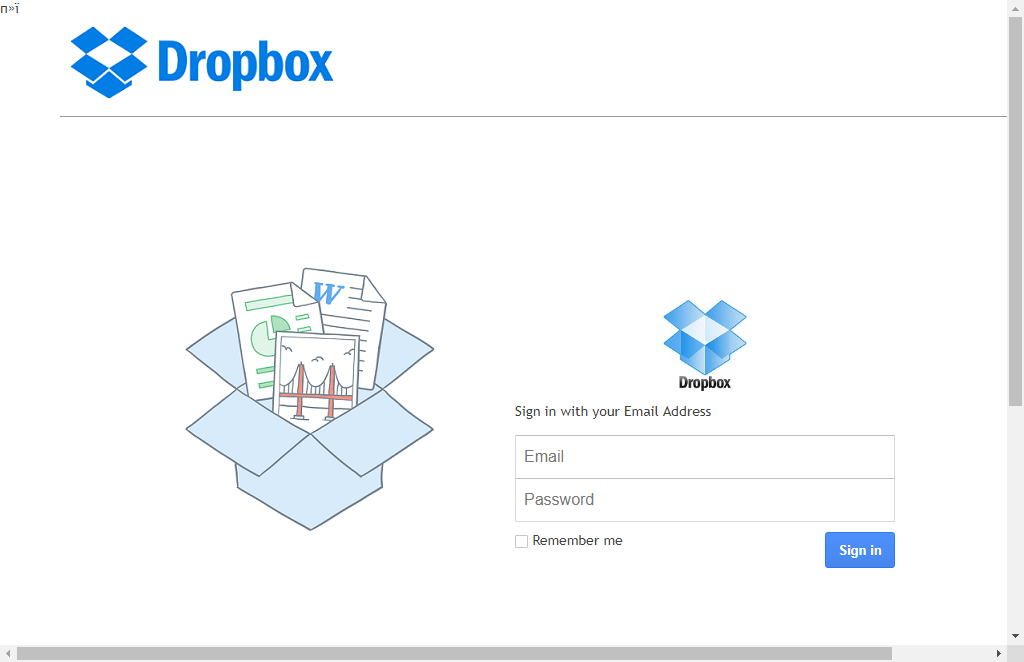 п»ї
Dropbox
W
Dropbox
Sign in with your Email Address
Email
Password
Remember me
Sign in